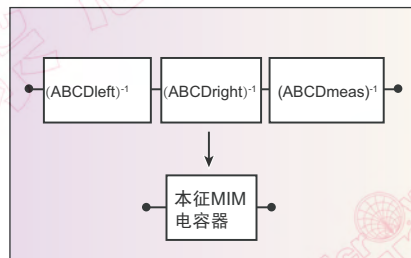 (ABCDleft)⁻¹ (ABCDright)⁻¹ (ABCDmeas)⁻¹
本征MIM
电容器